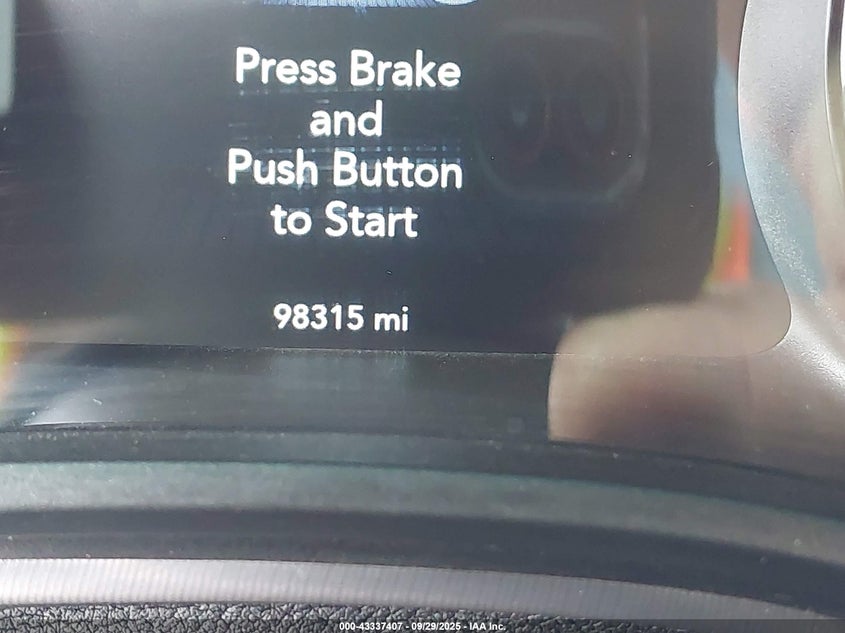 Press Brake
and
Push Button
to Start
98315 mi
000-43337407 - 09/29/2025 - IAA Inc.